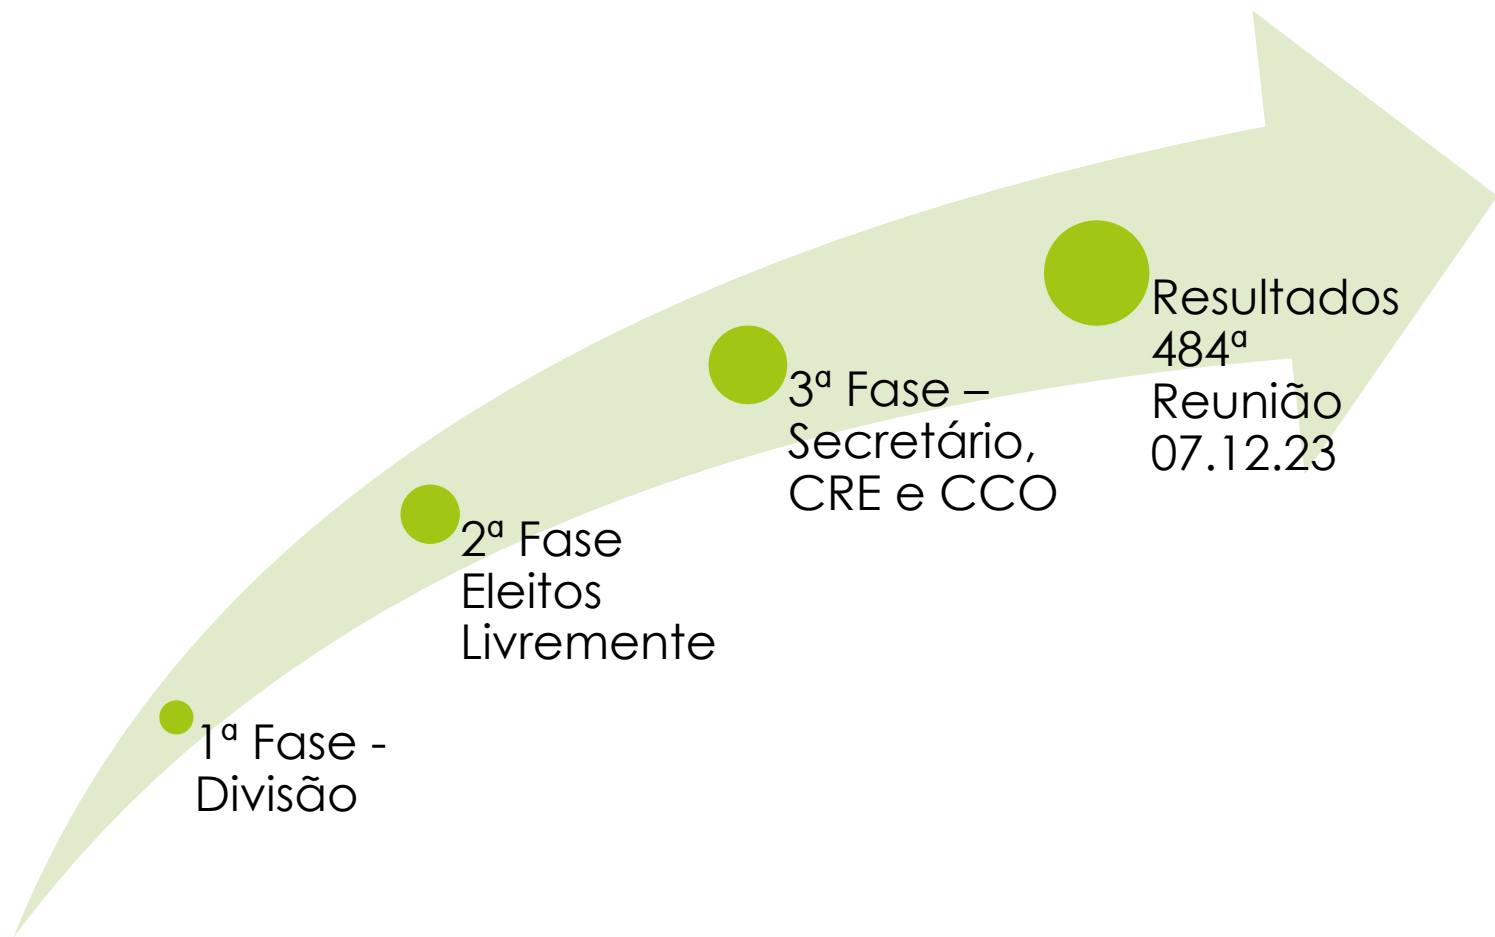 1ª Fase -
Divisão
2ª Fase
Eleitos
Livremente
3ª Fase –
Secretário,
CRE e CCO
Resultados
484ª
Reunião
07.12.23